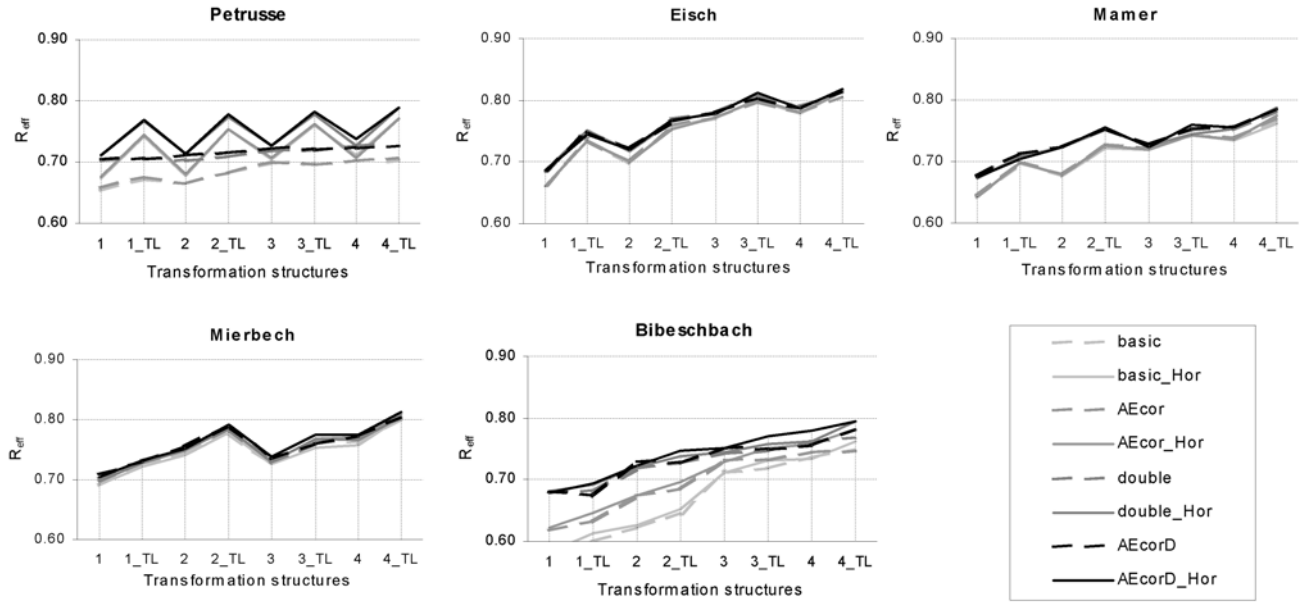 Petrusse
0.90
0.80
0.70
0.60
Reff
1 1_TL 2 2_TL 3 3_TL 4 4_TL
Transformation structures
Eisch
0.90
0.80
0.70
0.60
Reff
1 1_TL 2 2_TL 3 3_TL 4 4_TL
Transformation structures
Mamer
0.90
0.80
0.70
0.60
Reff
1 1_TL 2 2_TL 3 3_TL 4 4_TL
Transformation structures
Mierbech
0.90
0.80
0.70
0.60
Reff
1 1_TL 2 2_TL 3 3_TL 4 4_TL
Transformation structures
Bibeschbach
0.90
0.80
0.70
0.60
Reff
1 1_TL 2 2_TL 3 3_TL 4 4_TL
Transformation structures
basic
basic_Hor
AEcor
AEcor_Hor
double
double_Hor
AEcorD
AEcorD_Hor